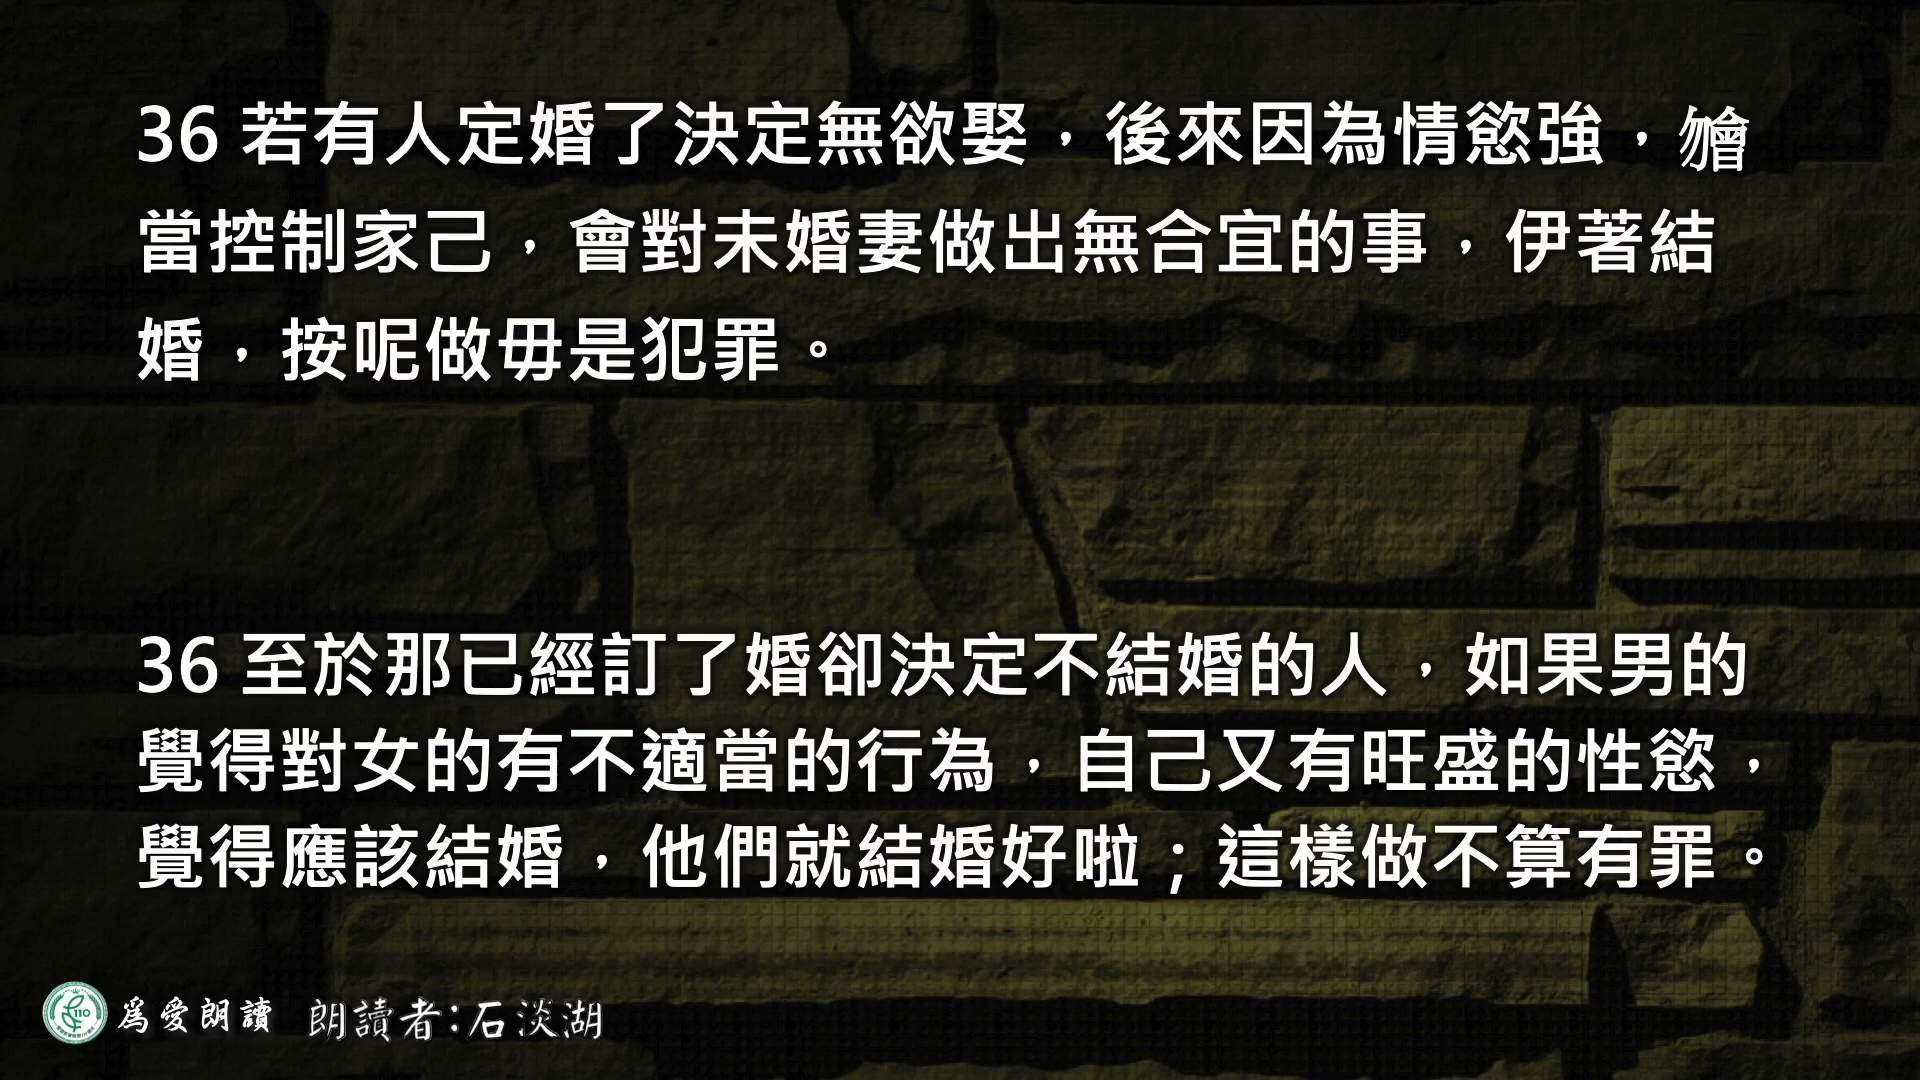 36 若有人定婚了決定無欲娶，後來因為情慾強，𣍐
當控制家己，會對未婚妻做出無合宜的事，伊著結
婚，按呢做毋是犯罪。
36 至於那已經訂了婚卻決定不結婚的人，如果男的
覺得對女的有不適當的行為，自己又有旺盛的性慾，
覺得應該結婚，他們就結婚好啦；這樣做不算有罪。
110
為愛朗讀 朗讀者:石淡湖